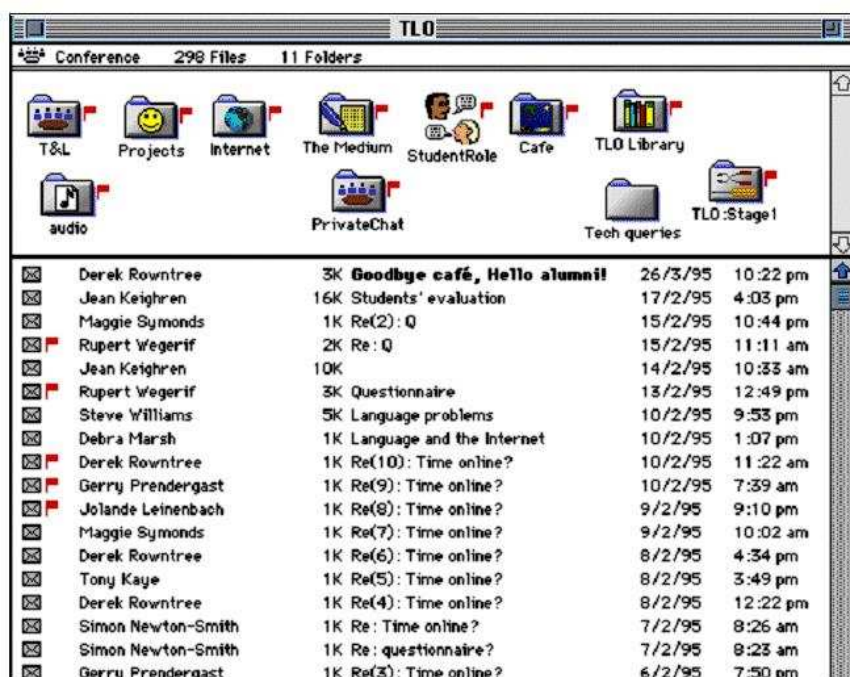 TLO
Conference 298 Files 11 Folders
T&L Projects Internet The Medium StudentRole Cafe TLO Library
audio PrivateChat Tech queries TLO:Stage1
Derek Rowntree 3K Goodbye café, Hello alumni! 26/3/95 10:22 pm
Jean Keighren 16K Students' evaluation 17/2/95 4:03 pm
Maggie Symonds 1K Re(2): Q 15/2/95 10:44 pm
Rupert Wegerif 2K Re: Q 15/2/95 11:11 am
Jean Keighren 10K 14/2/95 10:33 am
Rupert Wegerif 3K Questionnaire 13/2/95 12:49 pm
Steve Williams 5K Language problems 10/2/95 9:53 pm
Debra Marsh 1K Language and the Internet 10/2/95 1:07 pm
Derek Rowntree 1K Re(10): Time online? 10/2/95 11:22 am
Gerry Prendergast 1K Re(9): Time online? 10/2/95 7:39 am
Jolande Leinenbach 1K Re(8): Time online? 9/2/95 9:10 pm
Maggie Symonds 1K Re(7): Time online? 9/2/95 10:02 am
Derek Rowntree 1K Re(6): Time online? 8/2/95 4:34 pm
Tony Kaye 1K Re(5): Time online? 8/2/95 3:49 pm
Derek Rowntree 1K Re(4): Time online? 8/2/95 12:22 pm
Simon Newton-Smith 1K Re: Time online? 7/2/95 8:26 am
Simon Newton-Smith 1K Re: questionnaire? 7/2/95 8:23 am
Gerry Prendergast 1K Re(3): Time online? 6/2/95 7:50 pm